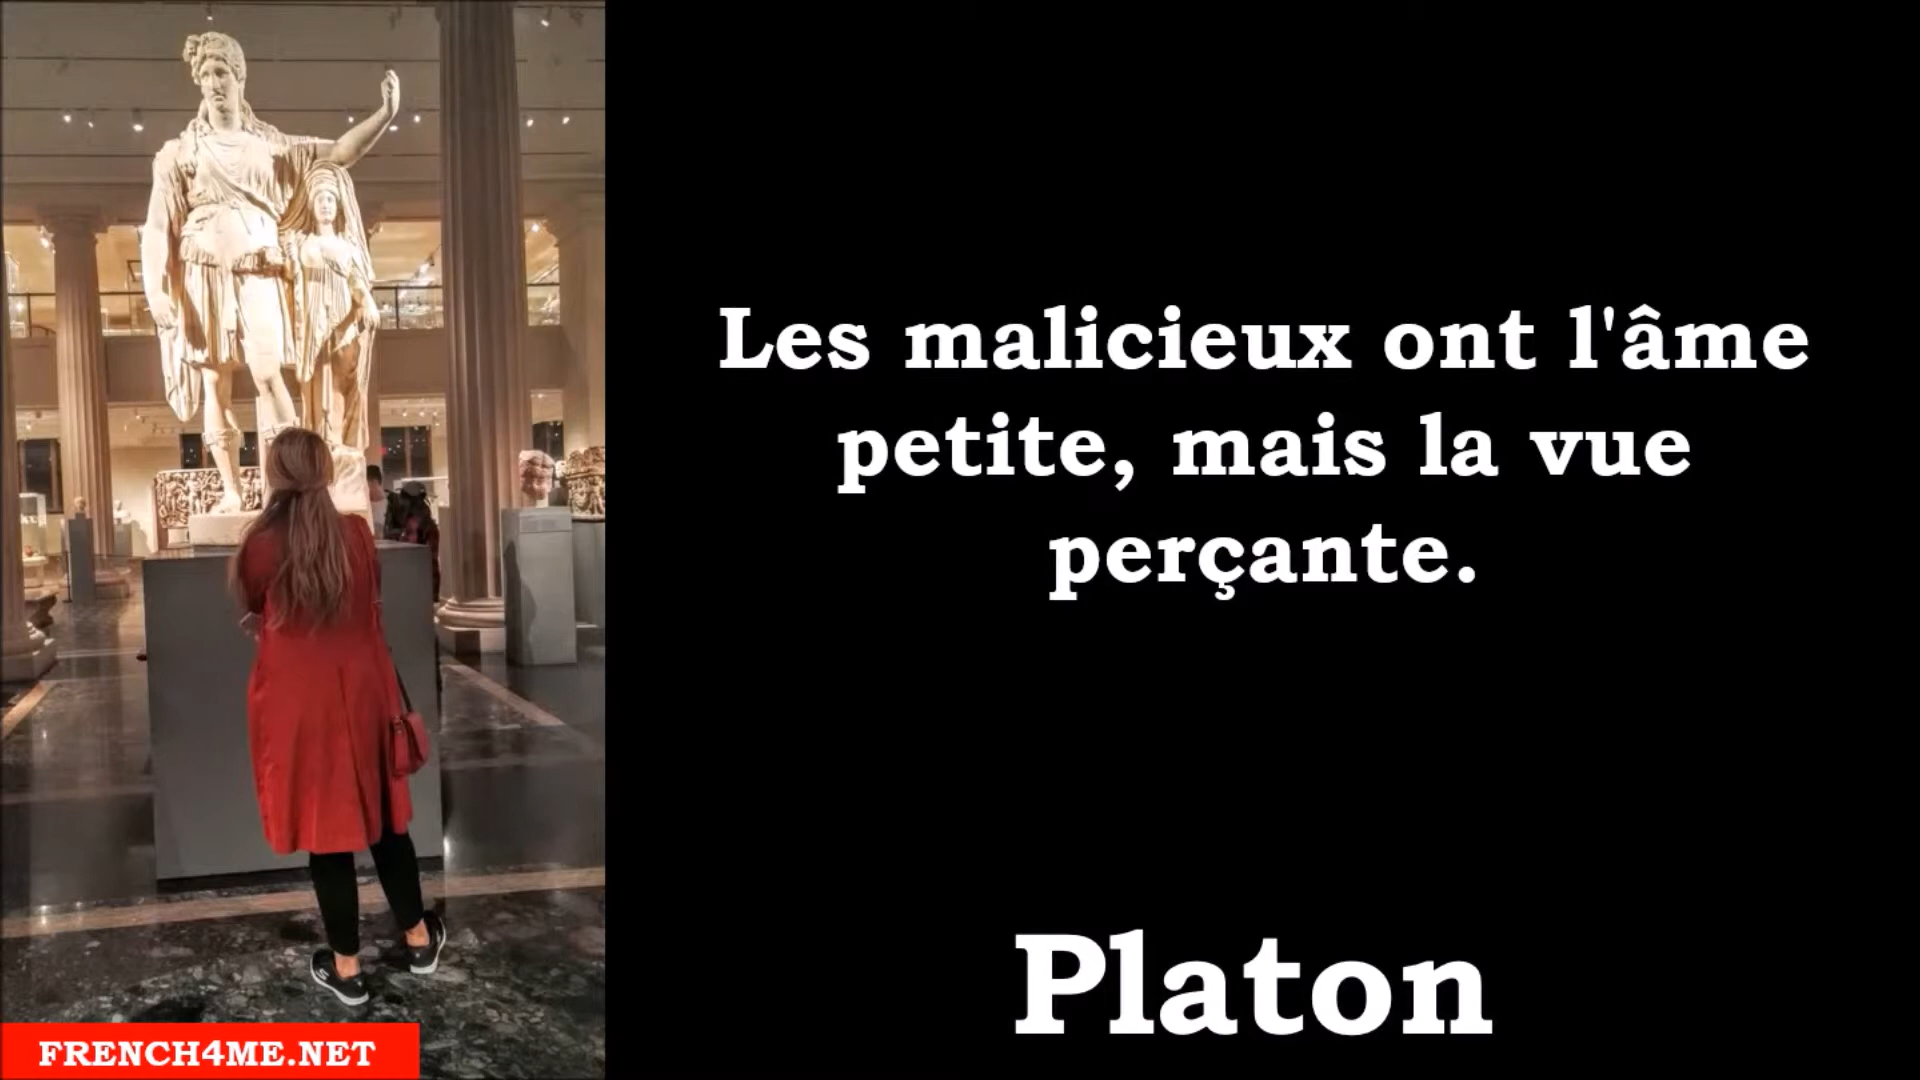 Les malicieux ont l'âme
petite, mais la vue
perçante.
Platon
FRENCH4ME.NET